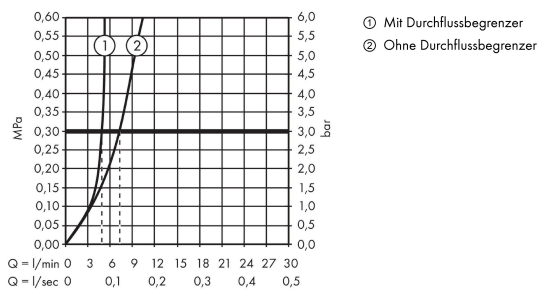 0,60 6,0
0,55 5,5
0,50 5,0
0,45 4,5
0,40 4,0
0,35 3,5
0,30 3,0
0,25 2,5
0,20 2,0
0,15 1,5
0,10 1,0
0,05 0,5
0,00 0,0
MPa
bar
1 2
Q = l/min 0 3 6 9 12 15 18 21 24 27 30
Q = l/sec 0 0,1 0,2 0,3 0,4 0,5
① Mit Durchflussbegrenzer
② Ohne Durchflussbegrenzer